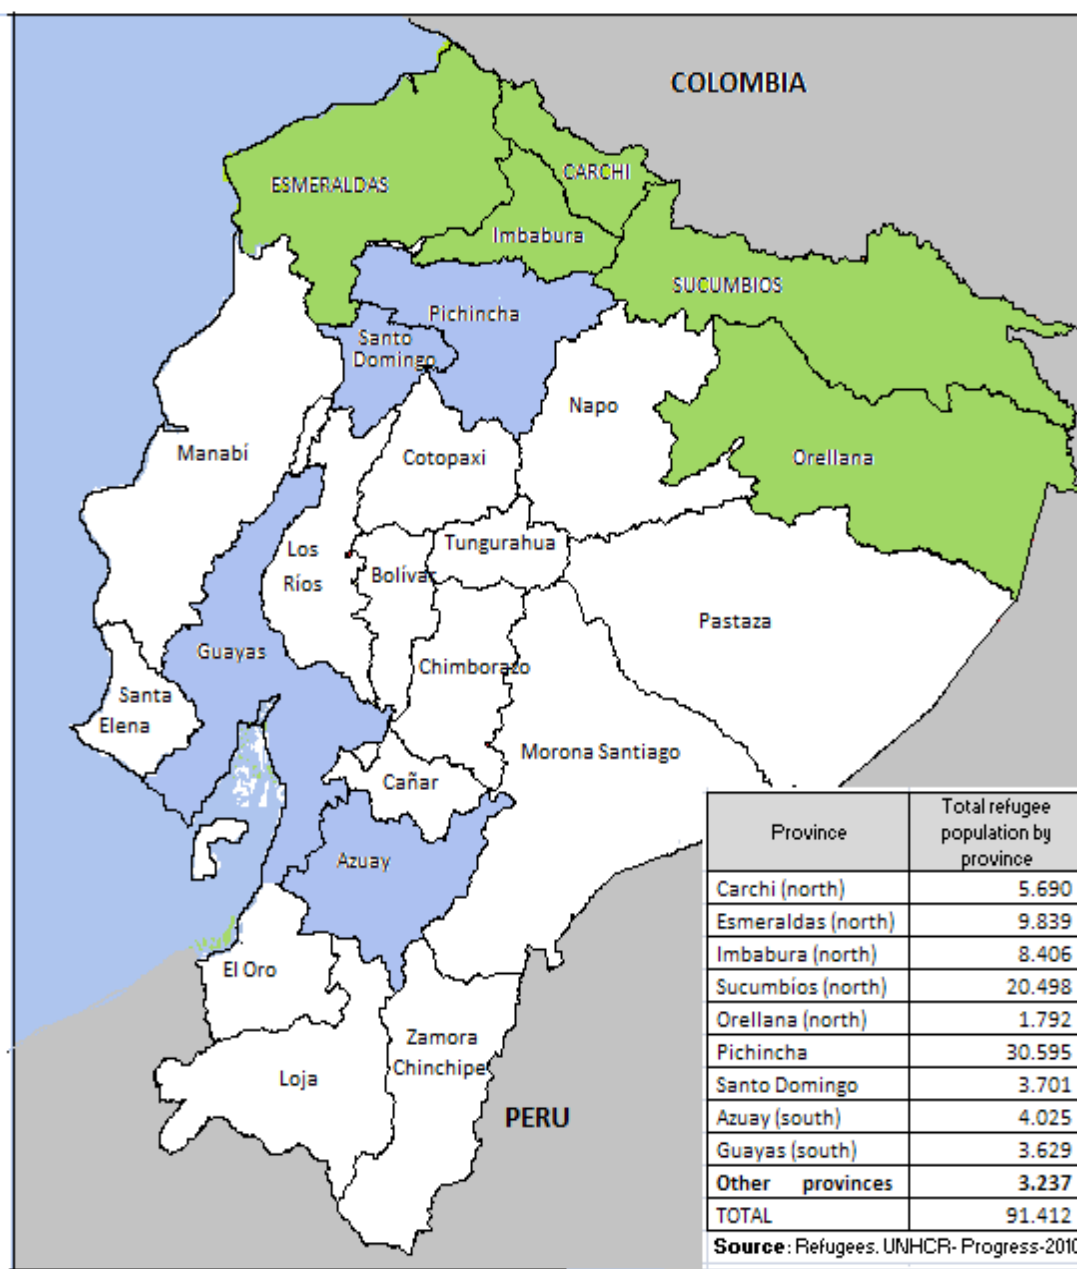 COLOMBIA
CARCHI
ESMERALDAS
Imbabura
SUCUMBIOS
Pichincha
Santo
Domingo
Napo
Manabí
Cotopaxi
Orellana
Los
Ríos
Tungurahua
Bolívar
Pastaza
Guayas
Chimborazo
Santa
Elena
Morona Santiago
Cañar
Azuay
El Oro
Zamora
Chinchipe
Loja
PERU
Province Total refugee
population by
province
Carchi (north) 5.690
Esmeraldas (north) 9.839
Imbabura (north) 8.406
Sucumbíos (north) 20.498
Orellana (north) 1.792
Pichincha 30.595
Santo Domingo 3.701
Azuay (south) 4.025
Guayas (south) 3.629
Other provinces 3.237
TOTAL 91.412
Source: Refugees. UNHCR- Progress-2010